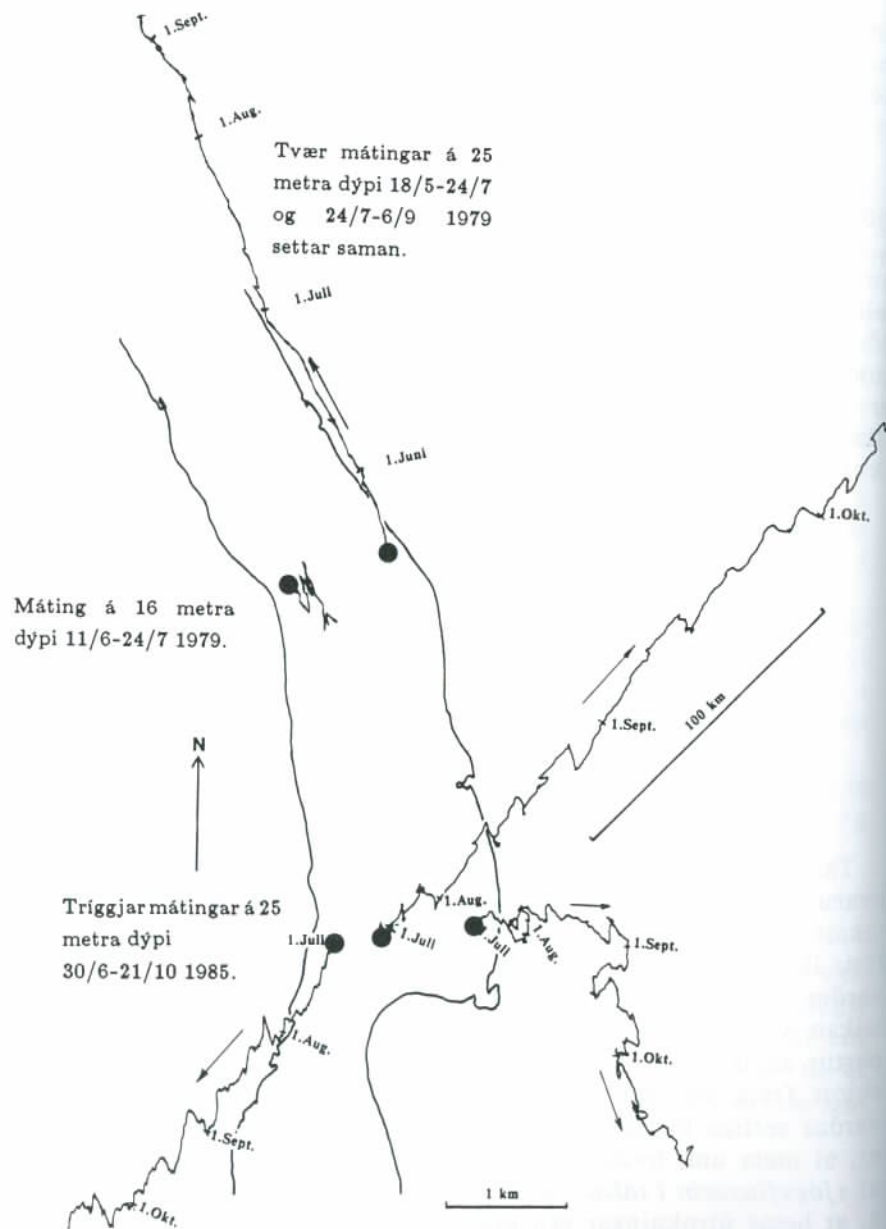 1.Sept.
1.Aug.
Tvær mátingar á 25
metra dýpi 18/5-24/7
og 24/7-6/9 1979
settar saman.
1.Juli
1.Juni
1.Okt.
Máting á 16 metra
dýpi 11/6-24/7 1979.
100 km
1.Sept.
N
Tríggjar mátingar á 25
metra dýpi
30/6-21/10 1985.
1.Aug.
1.Juli
1.Juli
1.Juli
1.Aug.
1.Sept.
1.Aug.
1.Okt.
1.Sept.
1.Okt.
1 km